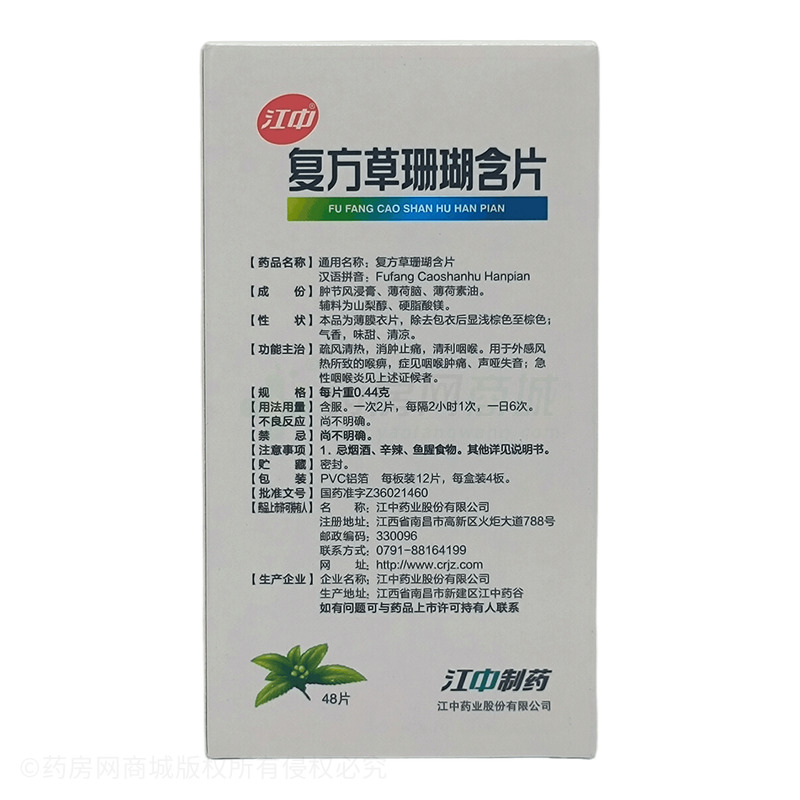 江中®
复方草珊瑚含片
FU FANG CAO SHAN HU HAN PIAN
【药品名称】通用名称：复方草珊瑚含片
汉语拼音：Fufang Caoshanhu Hanpian
【成 份】肿节风浸膏、薄荷脑、薄荷素油。
辅料为山梨醇、硬脂酸镁。
【性 状】本品为薄膜衣片，除去包衣后显浅棕色至棕色；
气香，味甜、清凉。
【功能主治】疏风清热，消肿止痛，清利咽喉。用于外感风
热所致的喉痹，症见咽喉肿痛、声哑失音；急
性咽喉炎见上述证候者。
【规 格】每片重0.44克
【用法用量】含服。一次2片，每隔2小时1次，一日6次。
【不良反应】尚不明确。
【禁 忌】尚不明确。
【注意事项】1．忌烟酒、辛辣、鱼腥食物。其他详见说明书。
【贮 藏】密封。
【包 装】PVC铝箔 每板装12片，每盒装4板。
【批准文号】国药准字Z36021460
【药品上市许可持有人】名 称：江中药业股份有限公司
注册地址：江西省南昌市高新区火炬大道788号
邮政编码：330096
联系方式：0791-88164199
网 址：http://www.crjz.com
【生产企业】企业名称：江中药业股份有限公司
生产地址：江西省南昌市新建区江中药谷
如有问题可与药品上市许可持有人联系
48片
江中制药
江中药业股份有限公司
©药房网商城版权所有侵权必究